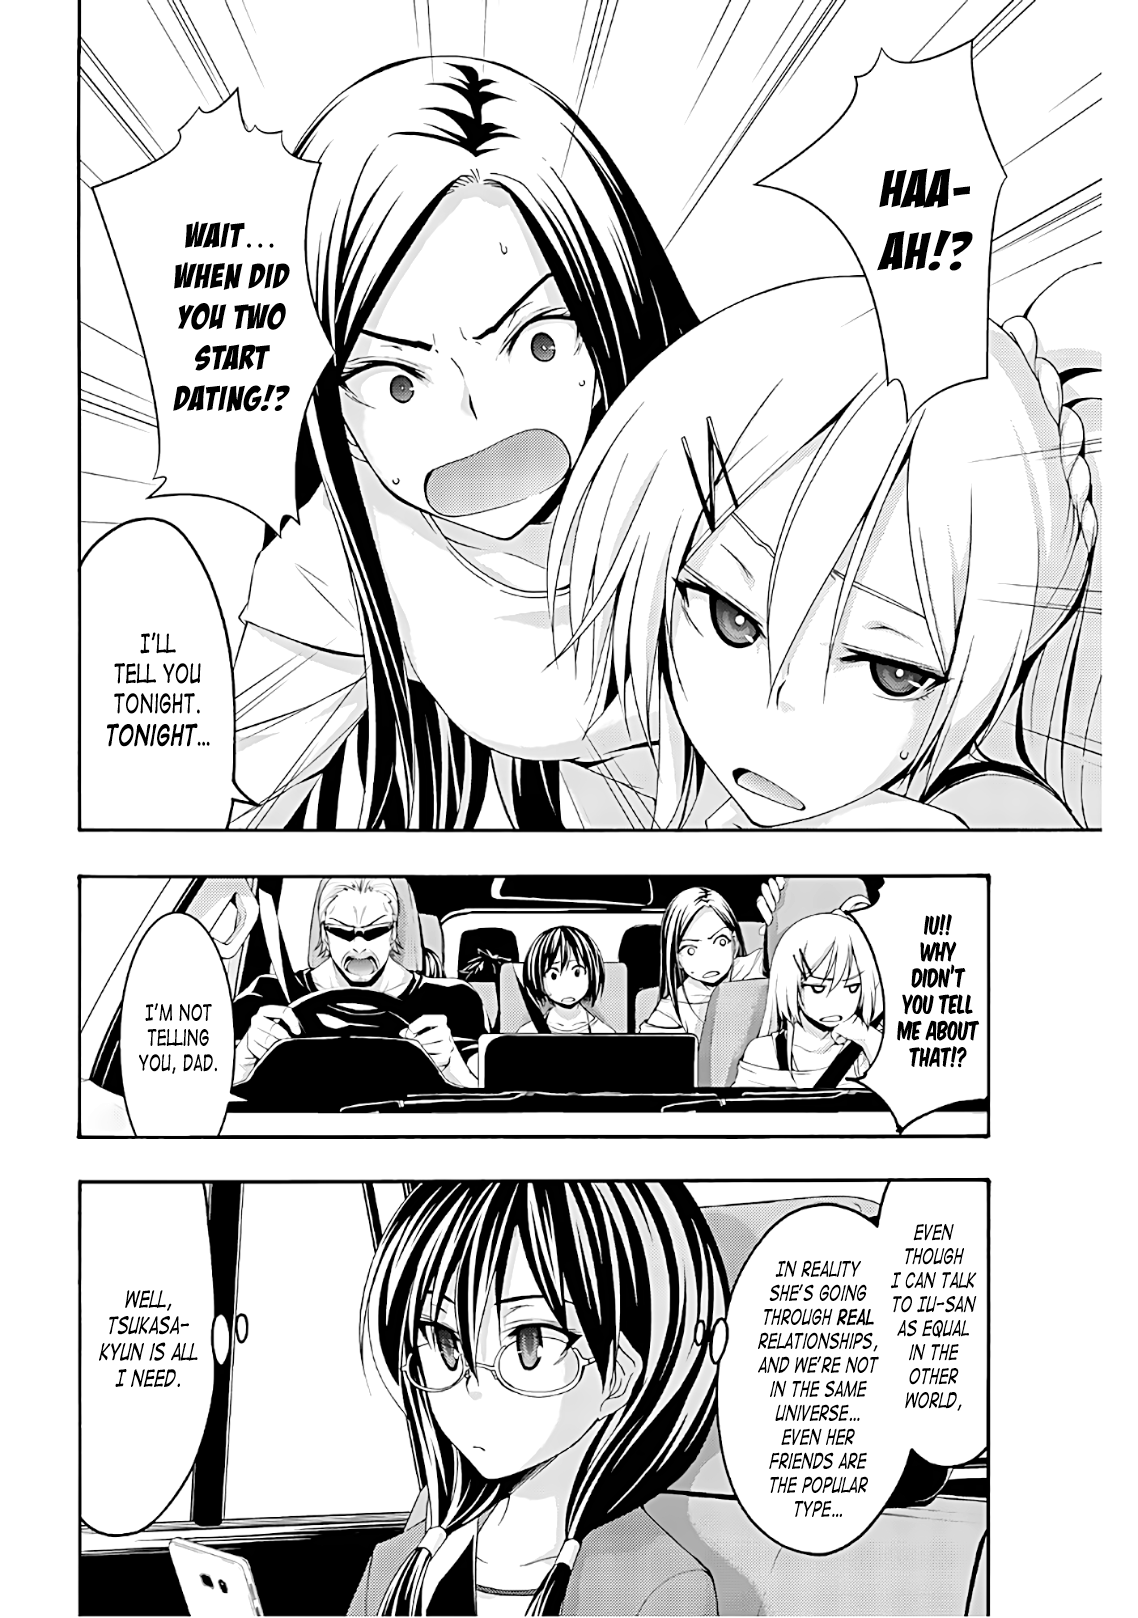 HAA-
AH!?
WAIT...
WHEN DID
YOU TWO
START
DATING!?
I'LL
TELL YOU
TONIGHT.
TONIGHT...
IU!!
WHY
DIDN'T
YOU TELL
ME ABOUT
THAT!?
I'M NOT
TELLING
YOU, DAD.
EVEN
THOUGH
I CAN TALK
TO IU-SAN
AS EQUAL
IN THE
OTHER
WORLD,
IN REALITY
SHE'S GOING
THROUGH REAL
RELATIONSHIPS,
AND WE'RE NOT
IN THE SAME
UNIVERSE...
EVEN HER
FRIENDS ARE
THE POPULAR
TYPE...
WELL,
TSUKASA-
KYUN IS ALL
I NEED.